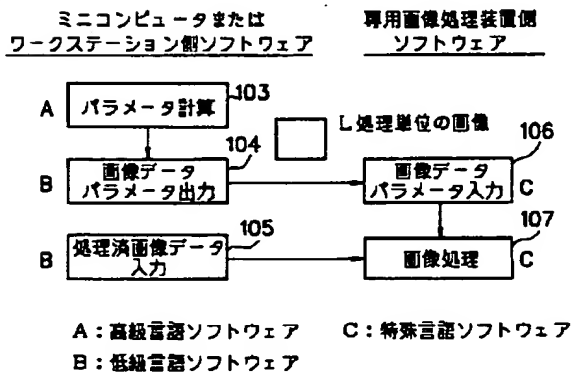 ミニコンピュータまたは
ワークステーション側ソフトウェア
専用画像処理装置側
ソフトウェア
A
パラメータ計算
103
104
L処理単位の画像
106
B
画像データ
パラメータ出力
画像データ
パラメータ入力
C
105
107
B
処理済画像データ
入力
画像処理
C
A:高級言語ソフトウェア
C:特殊言語ソフトウェア
B:低級言語ソフトウェア